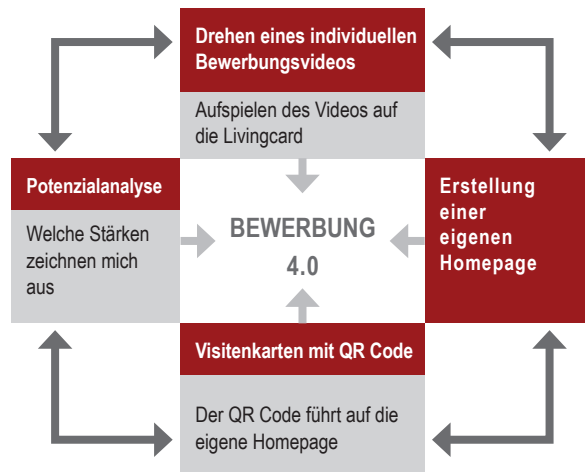 Drehen eines individuellen
Bewerbungsvideos
Aufspielen des Videos auf
die Livingcard
Potenzialanalyse
Welche Stärken
zeichnen mich
aus
BEWERBUNG
4.0
Erstellung
einer
eigenen
Homepage
Visitenkarten mit QR Code
Der QR Code führt auf die
eigene Homepage